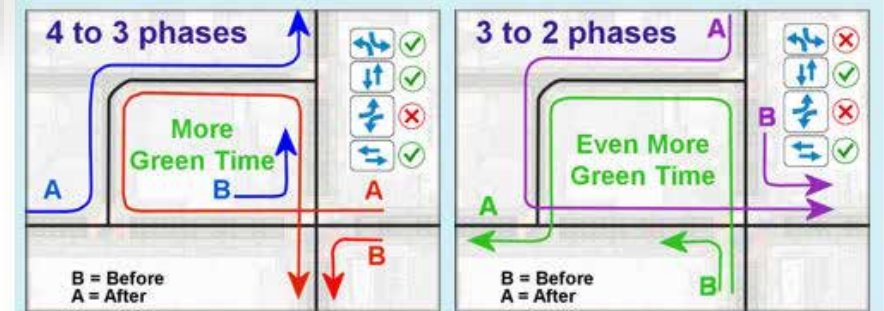 4 to 3 phases
More
Green Time
A
B
A
B
B = Before
A = After
3 to 2 phases
A
B
Even More
Green Time
A
B
B = Before
A = After